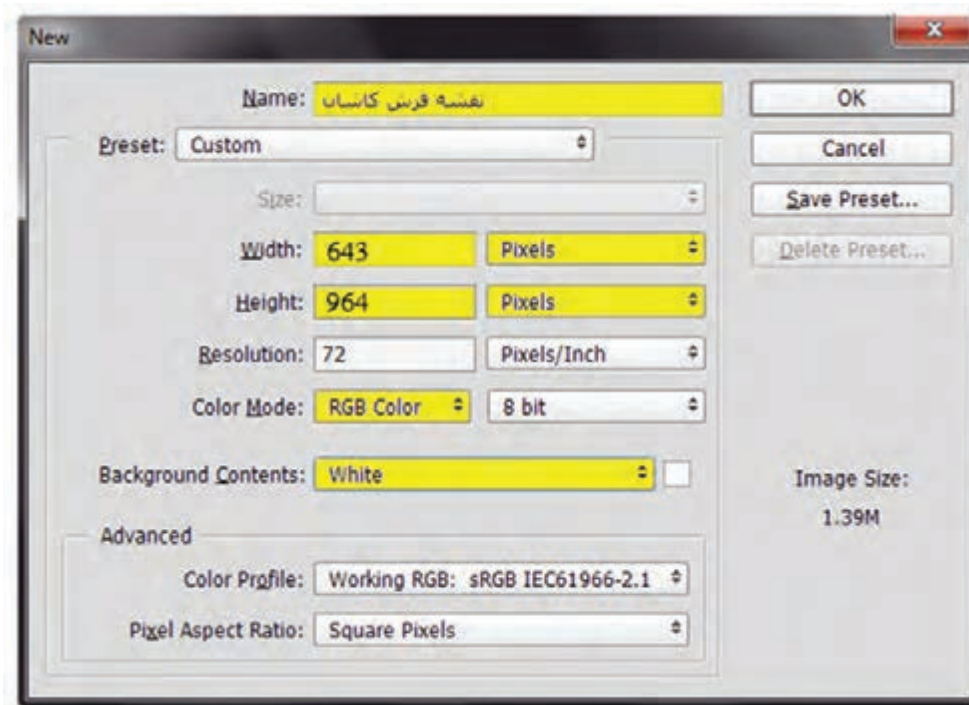 New
x
Name: نقشه فرش کاشان
OK
Preset: Custom
Cancel
Size:
Save Preset...
Width: 643 Pixels
Delete Preset...
Height: 964 Pixels
Resolution: 72 Pixels/Inch
Color Mode: RGB Color 8 bit
Background Contents: White
Image Size:
1.39M
Advanced
Color Profile: Working RGB: sRGB IEC61966-2.1
Pixel Aspect Ratio: Square Pixels